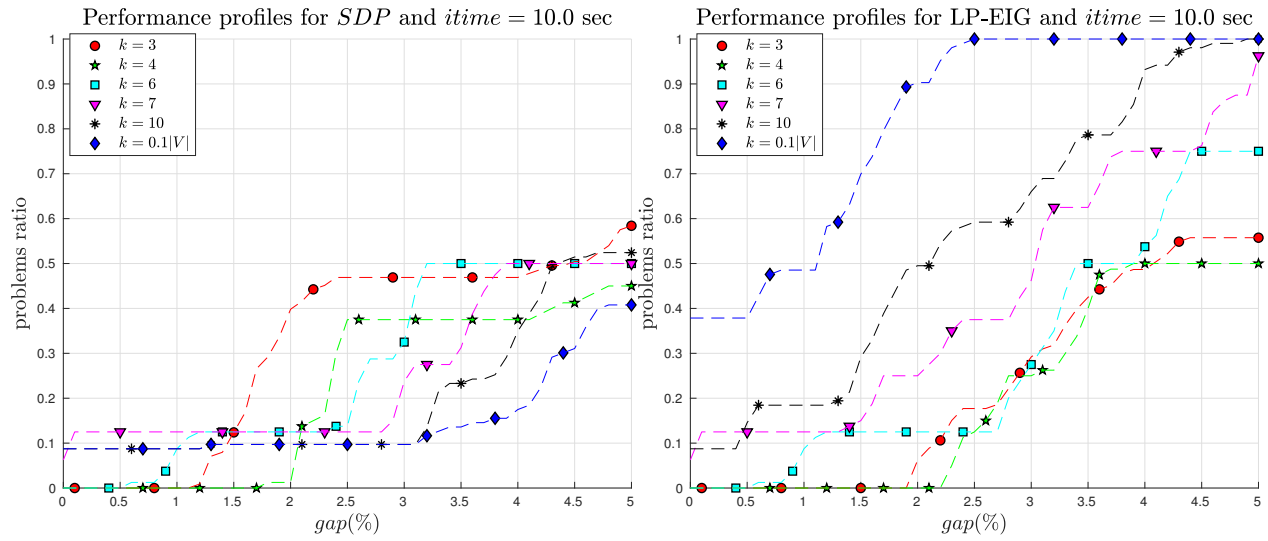 Performance profiles for SDP and itime = 10.0 sec
1
0.9
0.8
0.7
0.6
0.5
0.4
0.3
0.2
0.1
0
problems ratio
k = 3
k = 4
k = 6
k = 7
k = 10
k = 0.1|V|
0
0.5
1
1.5
2
2.5
3
3.5
4
4.5
5
gap(%)
Performance profiles for LP-EIG and itime = 10.0 sec
1
0.9
0.8
0.7
0.6
0.5
0.4
0.3
0.2
0.1
0
problems ratio
k = 3
k = 4
k = 6
k = 7
k = 10
k = 0.1|V|
0
0.5
1
1.5
2
2.5
3
3.5
4
4.5
5
gap(%)